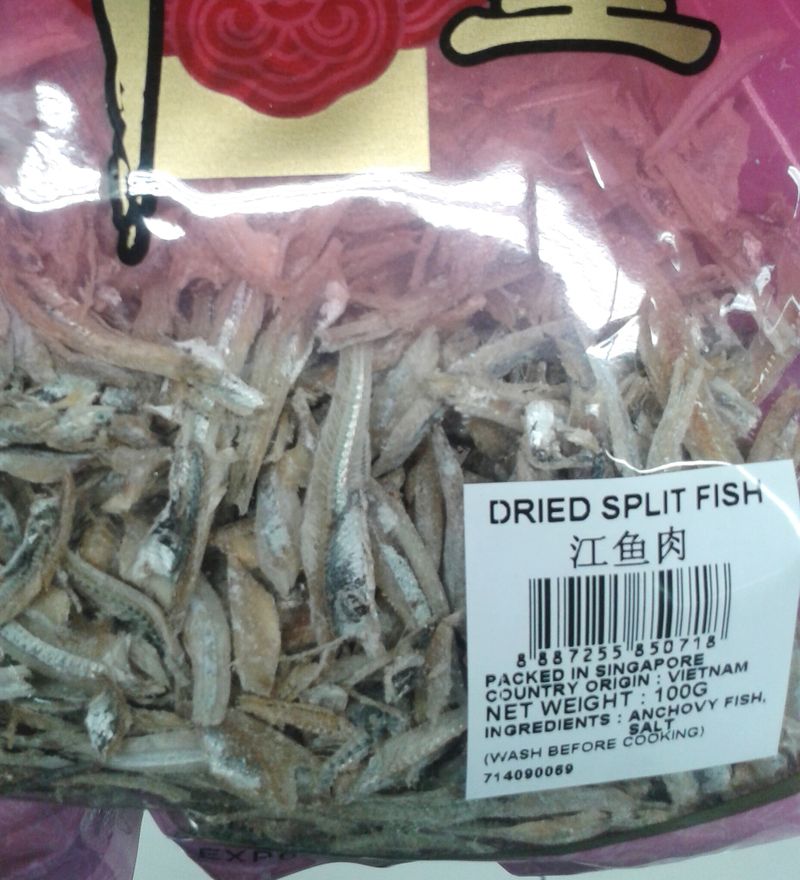 DRIED SPLIT FISH
江鱼肉
8 887255 850718
PACKED IN SINGAPORE
COUNTRY ORIGIN : VIETNAM
NET WEIGHT : 100G
INGREDIENTS : ANCHOVY FISH,
SALT
(WASH BEFORE COOKING)
714090069